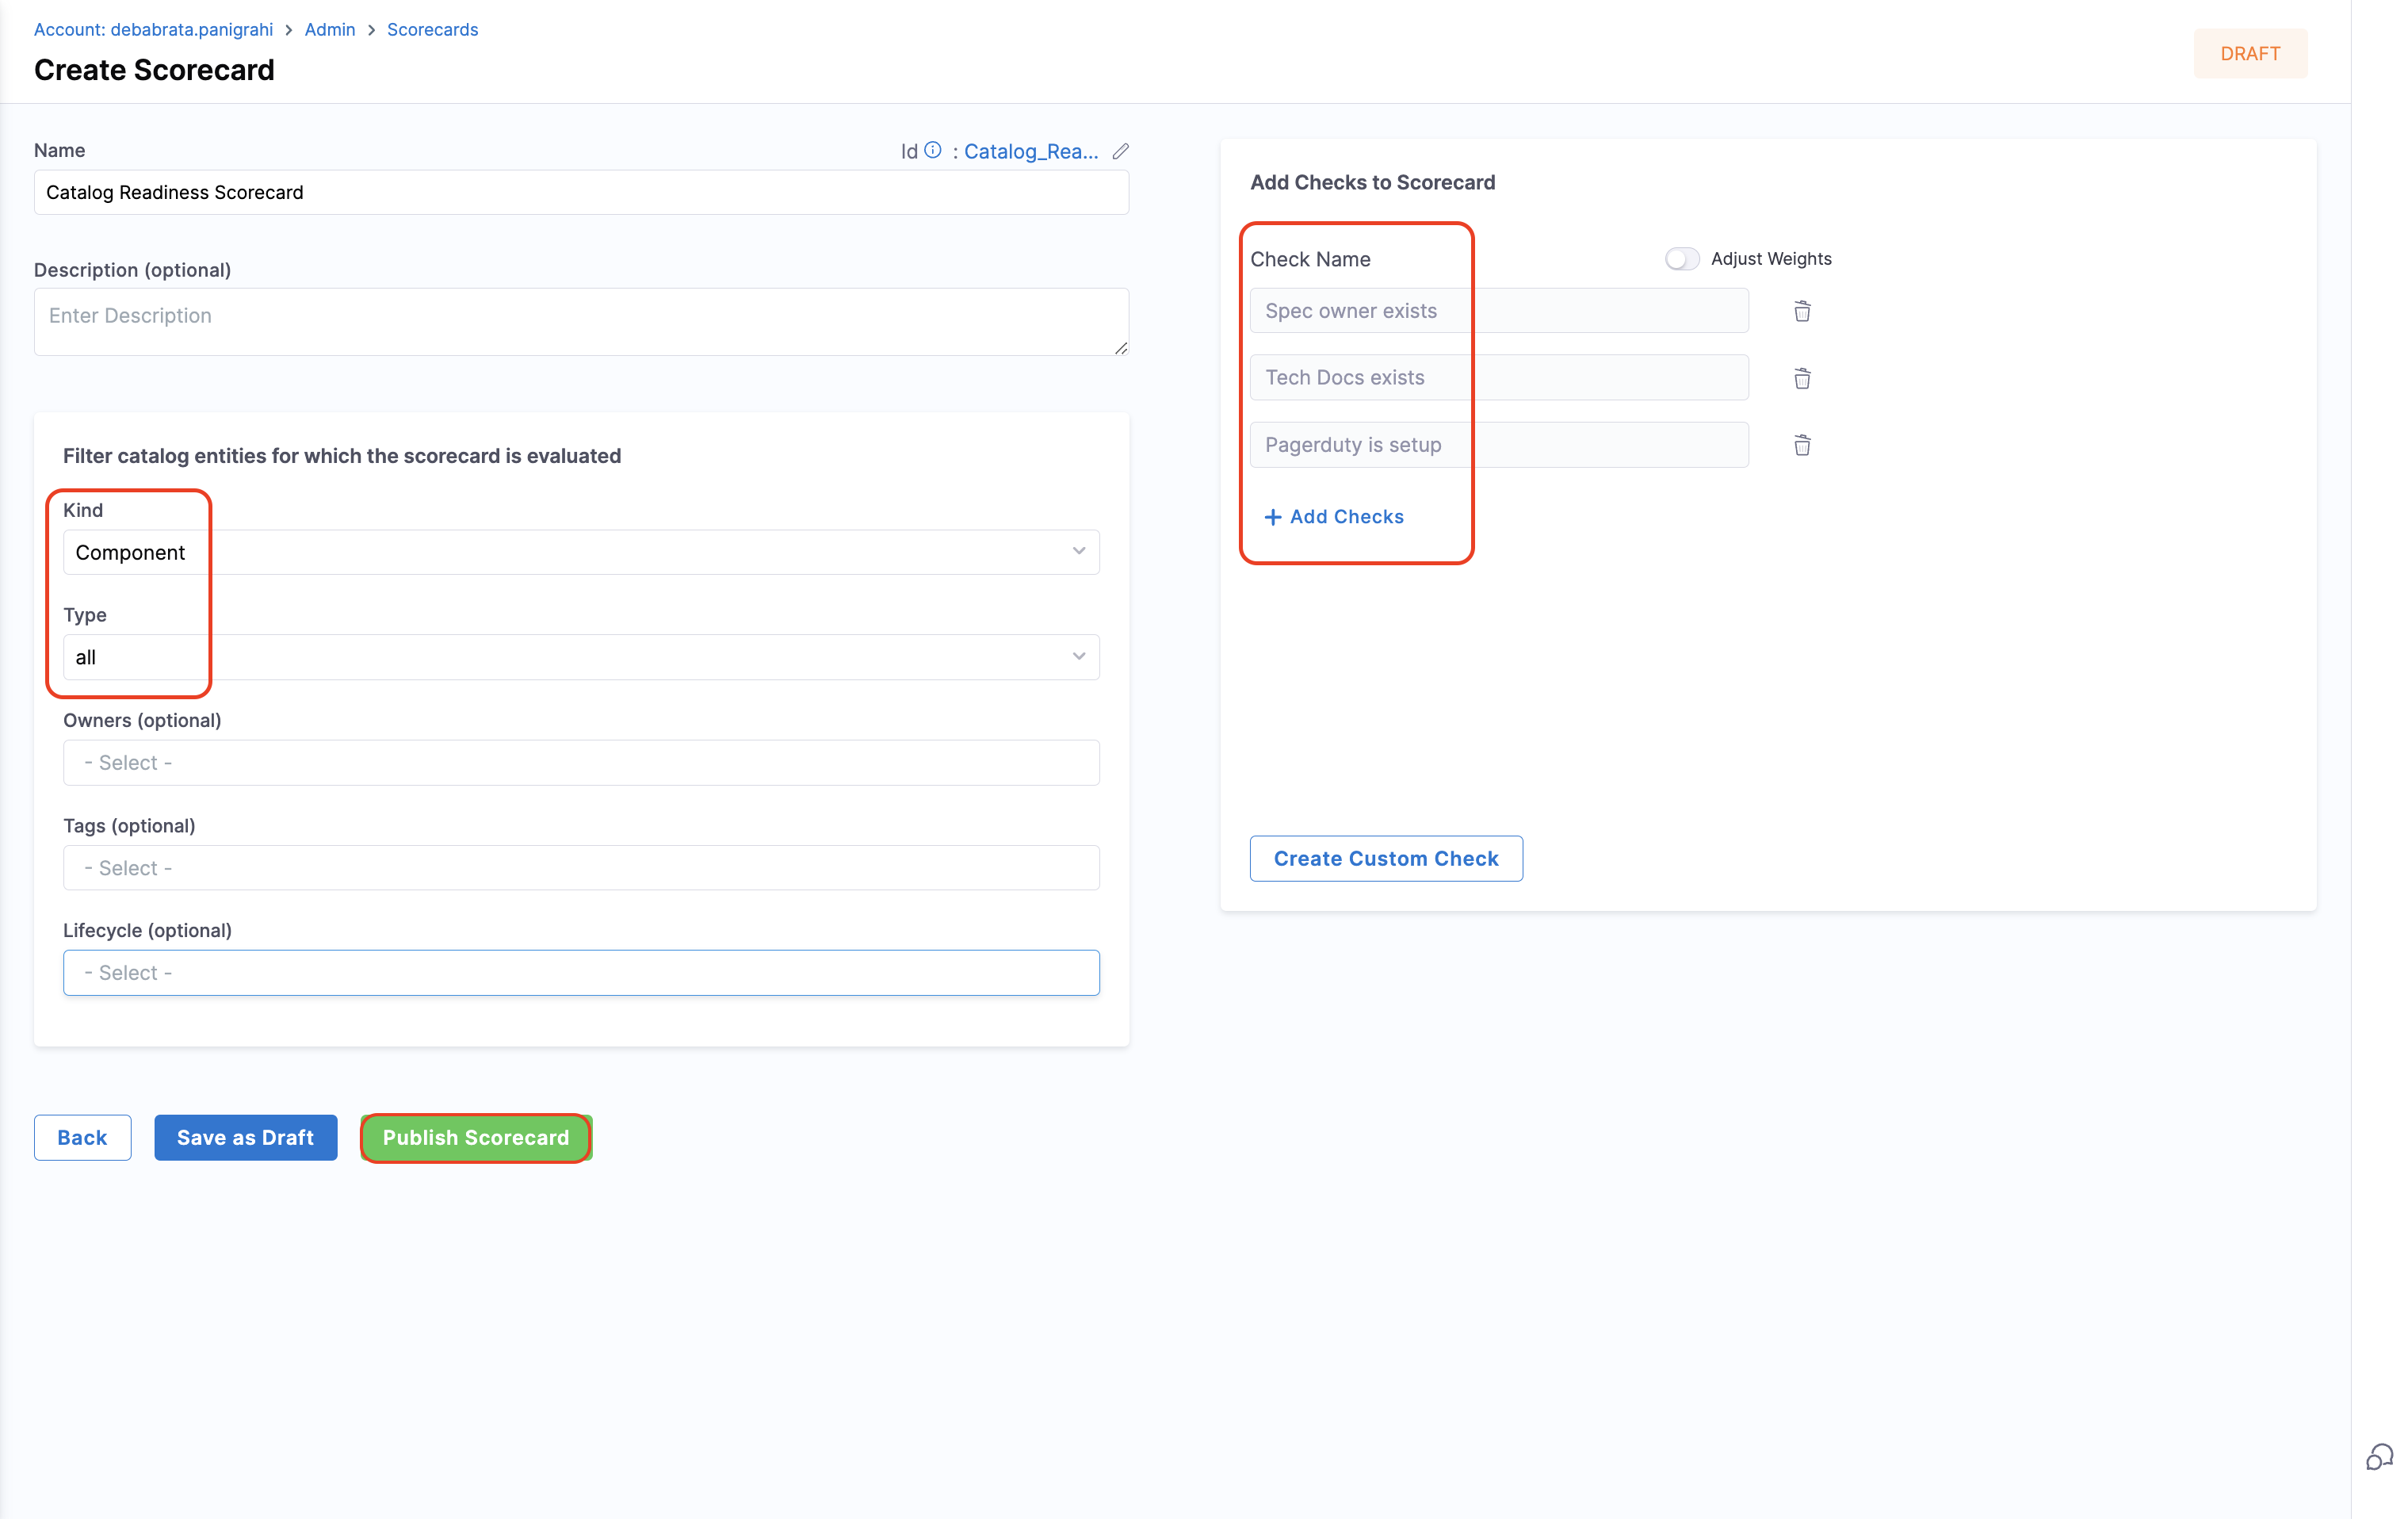 Account: debabrata.panigrahi > Admin > Scorecards
Create Scorecard
DRAFT
Name
Id : Catalog_Rea...
Catalog Readiness Scorecard
Description (optional)
Enter Description
Filter catalog entities for which the scorecard is evaluated
Kind
Component
Type
all
Owners (optional)
- Select -
Tags (optional)
- Select -
Lifecycle (optional)
- Select -
Back
Save as Draft
Publish Scorecard
Add Checks to Scorecard
Check Name
Adjust Weights
Spec owner exists
Tech Docs exists
Pagerduty is setup
+ Add Checks
Create Custom Check